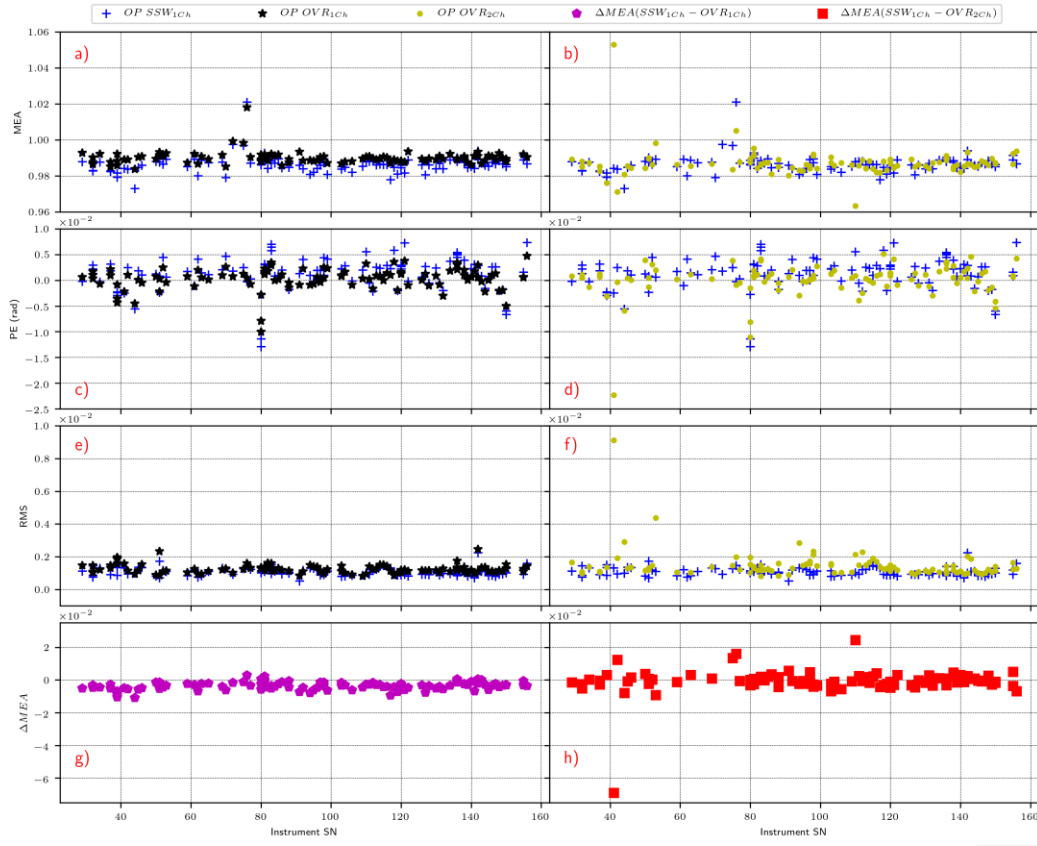 OP SSW1Ch OP OVR1Ch OP OVR2Ch ΔMEA(SSW1Ch − OVR1Ch) ΔMEA(SSW1Ch − OVR2Ch)
1.06
1.04
1.02
1.00
0.98
0.96
MEA
a)
b)
×10⁻²
×10⁻²
1.0
0.5
0.0
−0.5
−1.0
−1.5
−2.0
−2.5
PE (rad)
c)
d)
×10⁻²
×10⁻²
1.0
0.8
0.6
0.4
0.2
0.0
RMS
e)
f)
×10⁻²
×10⁻²
2
0
−2
−4
−6
ΔMEA
g)
h)
40 60 80 100 120 140 160
40 60 80 100 120 140 160
Instrument SN
Instrument SN